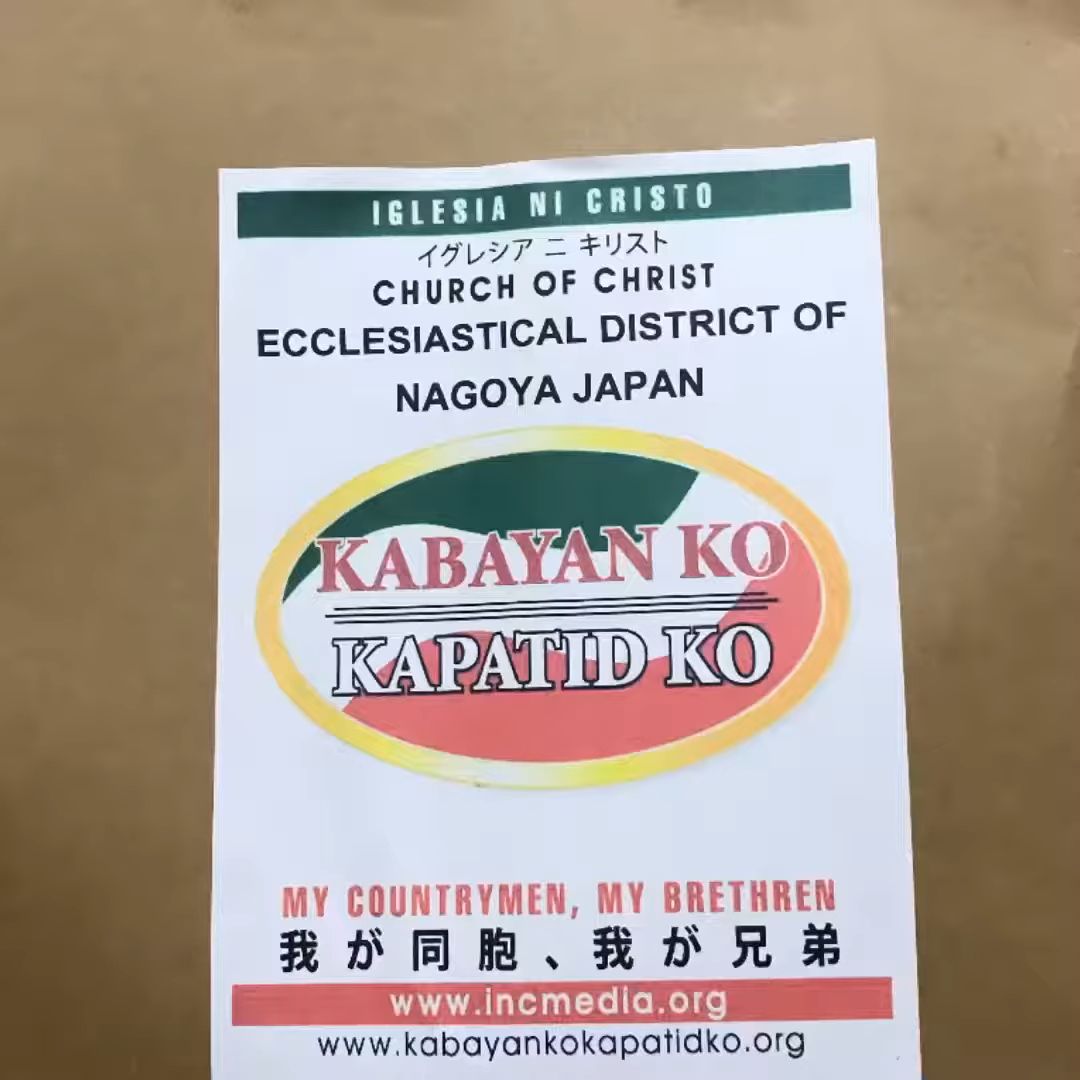 IGLESIA NI CRISTO
イグレシア ニ キリスト
CHURCH OF CHRIST
ECCLESIASTICAL DISTRICT OF
NAGOYA JAPAN
KABAYAN KO
KAPATID KO
MY COUNTRYMEN, MY BRETHREN
我が同胞、我が兄弟
www.incmedia.org
www.kabayankokapatidko.org